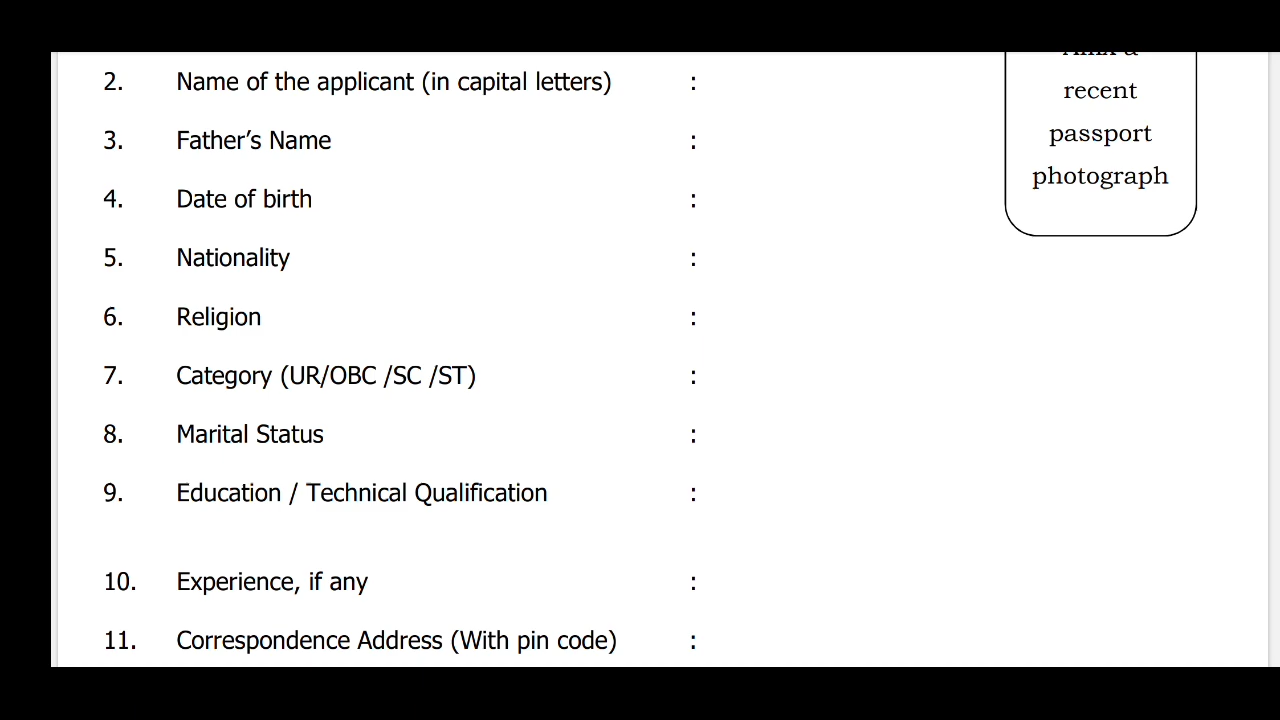 2. Name of the applicant (in capital letters) :
3. Father’s Name :
4. Date of birth :
5. Nationality :
6. Religion :
7. Category (UR/OBC /SC /ST) :
8. Marital Status :
9. Education / Technical Qualification :
10. Experience, if any :
11. Correspondence Address (With pin code) :
recent
passport
photograph